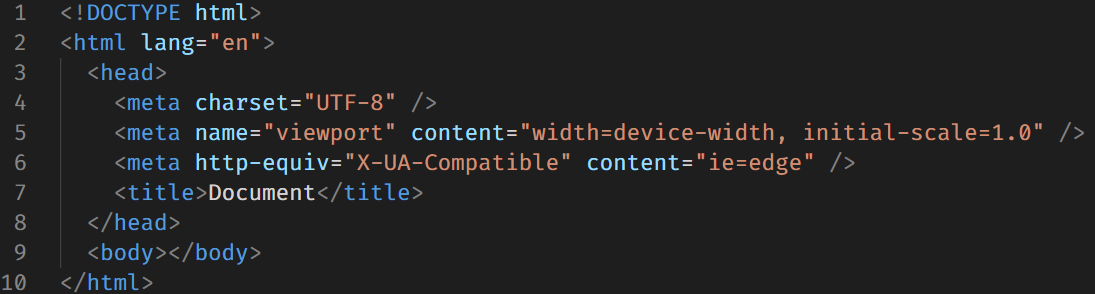 1 <!DOCTYPE html>
2 <html lang="en">
3   <head>
4     <meta charset="UTF-8" />
5     <meta name="viewport" content="width=device-width, initial-scale=1.0" />
6     <meta http-equiv="X-UA-Compatible" content="ie=edge" />
7     <title>Document</title>
8   </head>
9   <body></body>
10 </html>